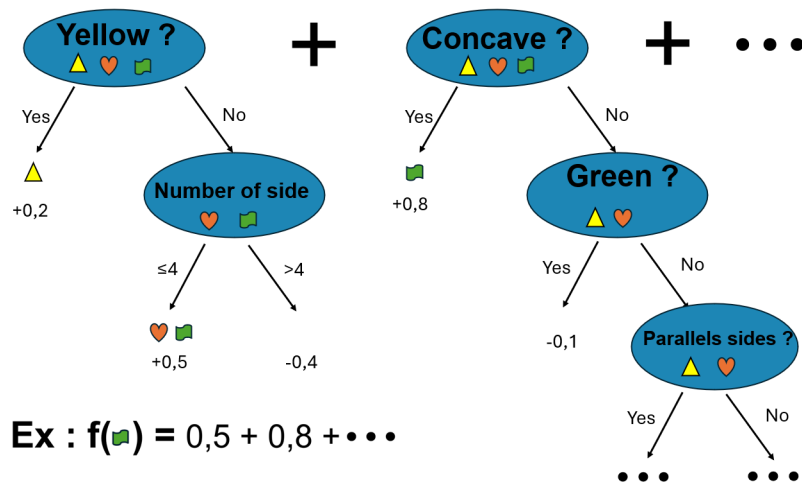 Yellow ?
+
Concave ?
+ •••
Yes
No
Yes
No
+0,2
Number of side
+0,8
Green ?
≤4
>4
Yes
No
+0,5
-0,4
-0,1
Parallels sides ?
Yes
No
Ex : f( ) = 0,5 + 0,8 + •••
••• •••